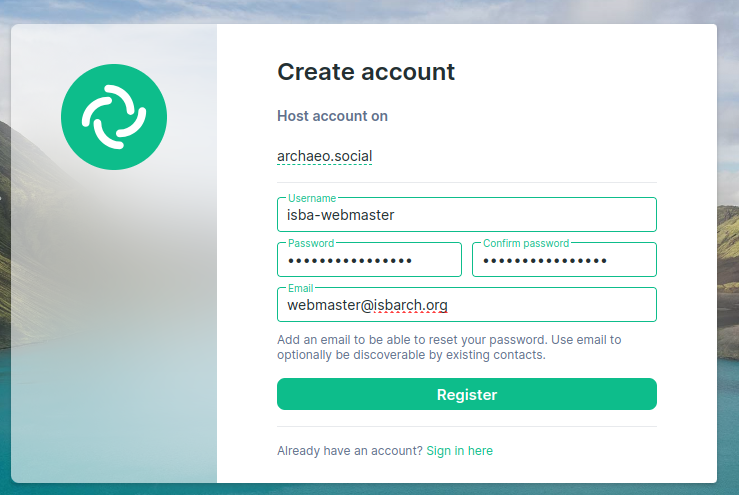 Create account
Host account on
archaeo.social
Username
isba-webmaster
Password
Confirm password
••••••••••••••••
••••••••••••••••
Email
webmaster@isbarch.org
Add an email to be able to reset your password. Use email to
optionally be discoverable by existing contacts.
Register
Already have an account? Sign in here